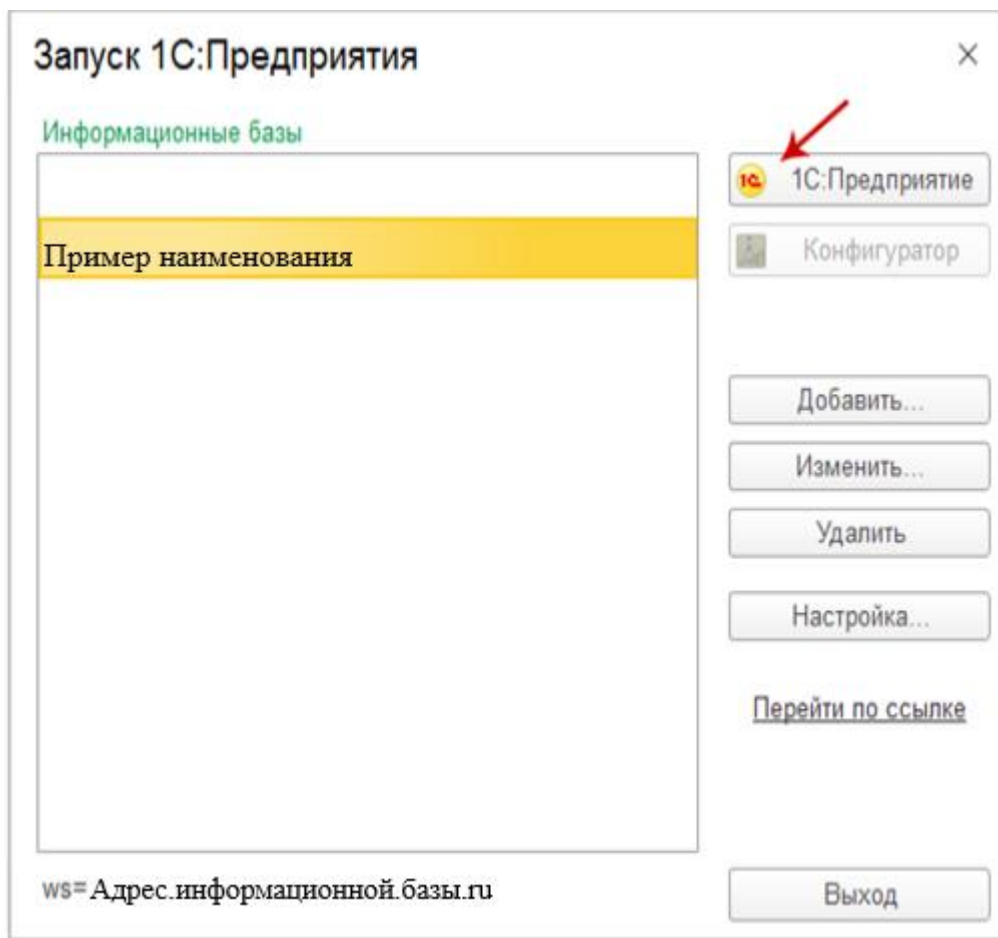 Запуск 1С:Предприятия
Информационные базы
1С 1С:Предприятие
Пример наименования
Конфигуратор
Добавить...
Изменить...
Удалить
Настройка...
Перейти по ссылке
ws= Адрес.информационной.базы.ru
Выход